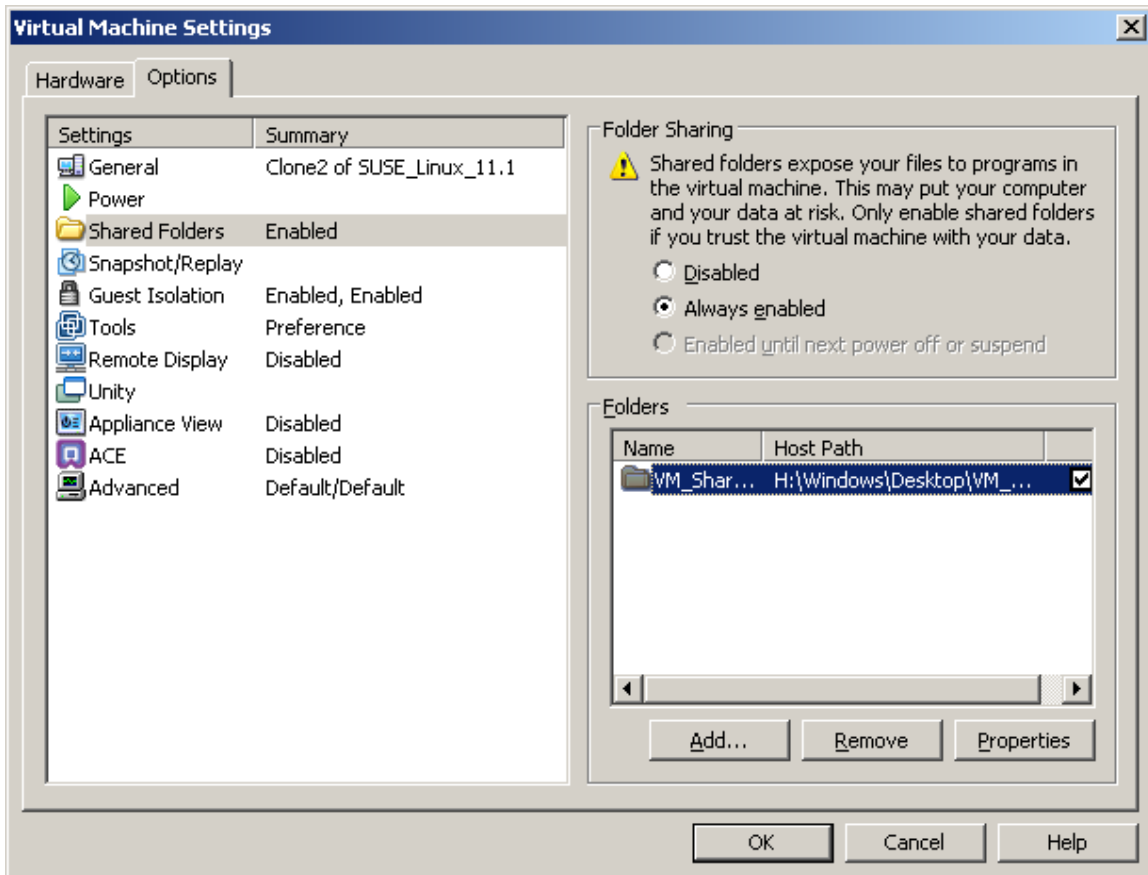 Virtual Machine Settings
Hardware Options
Settings Summary
General Clone2 of SUSE_Linux_11.1
Power
Shared Folders Enabled
Snapshot/Replay
Guest Isolation Enabled, Enabled
Tools Preference
Remote Display Disabled
Unity
Appliance View Disabled
ACE Disabled
Advanced Default/Default
Folder Sharing
Shared folders expose your files to programs in
the virtual machine. This may put your computer
and your data at risk. Only enable shared folders
if you trust the virtual machine with your data.
Disabled
Always enabled
Enabled until next power off or suspend
Folders
Name Host Path
VM_Shar... H:\Windows\Desktop\VM_...
Add... Remove Properties
OK Cancel Help